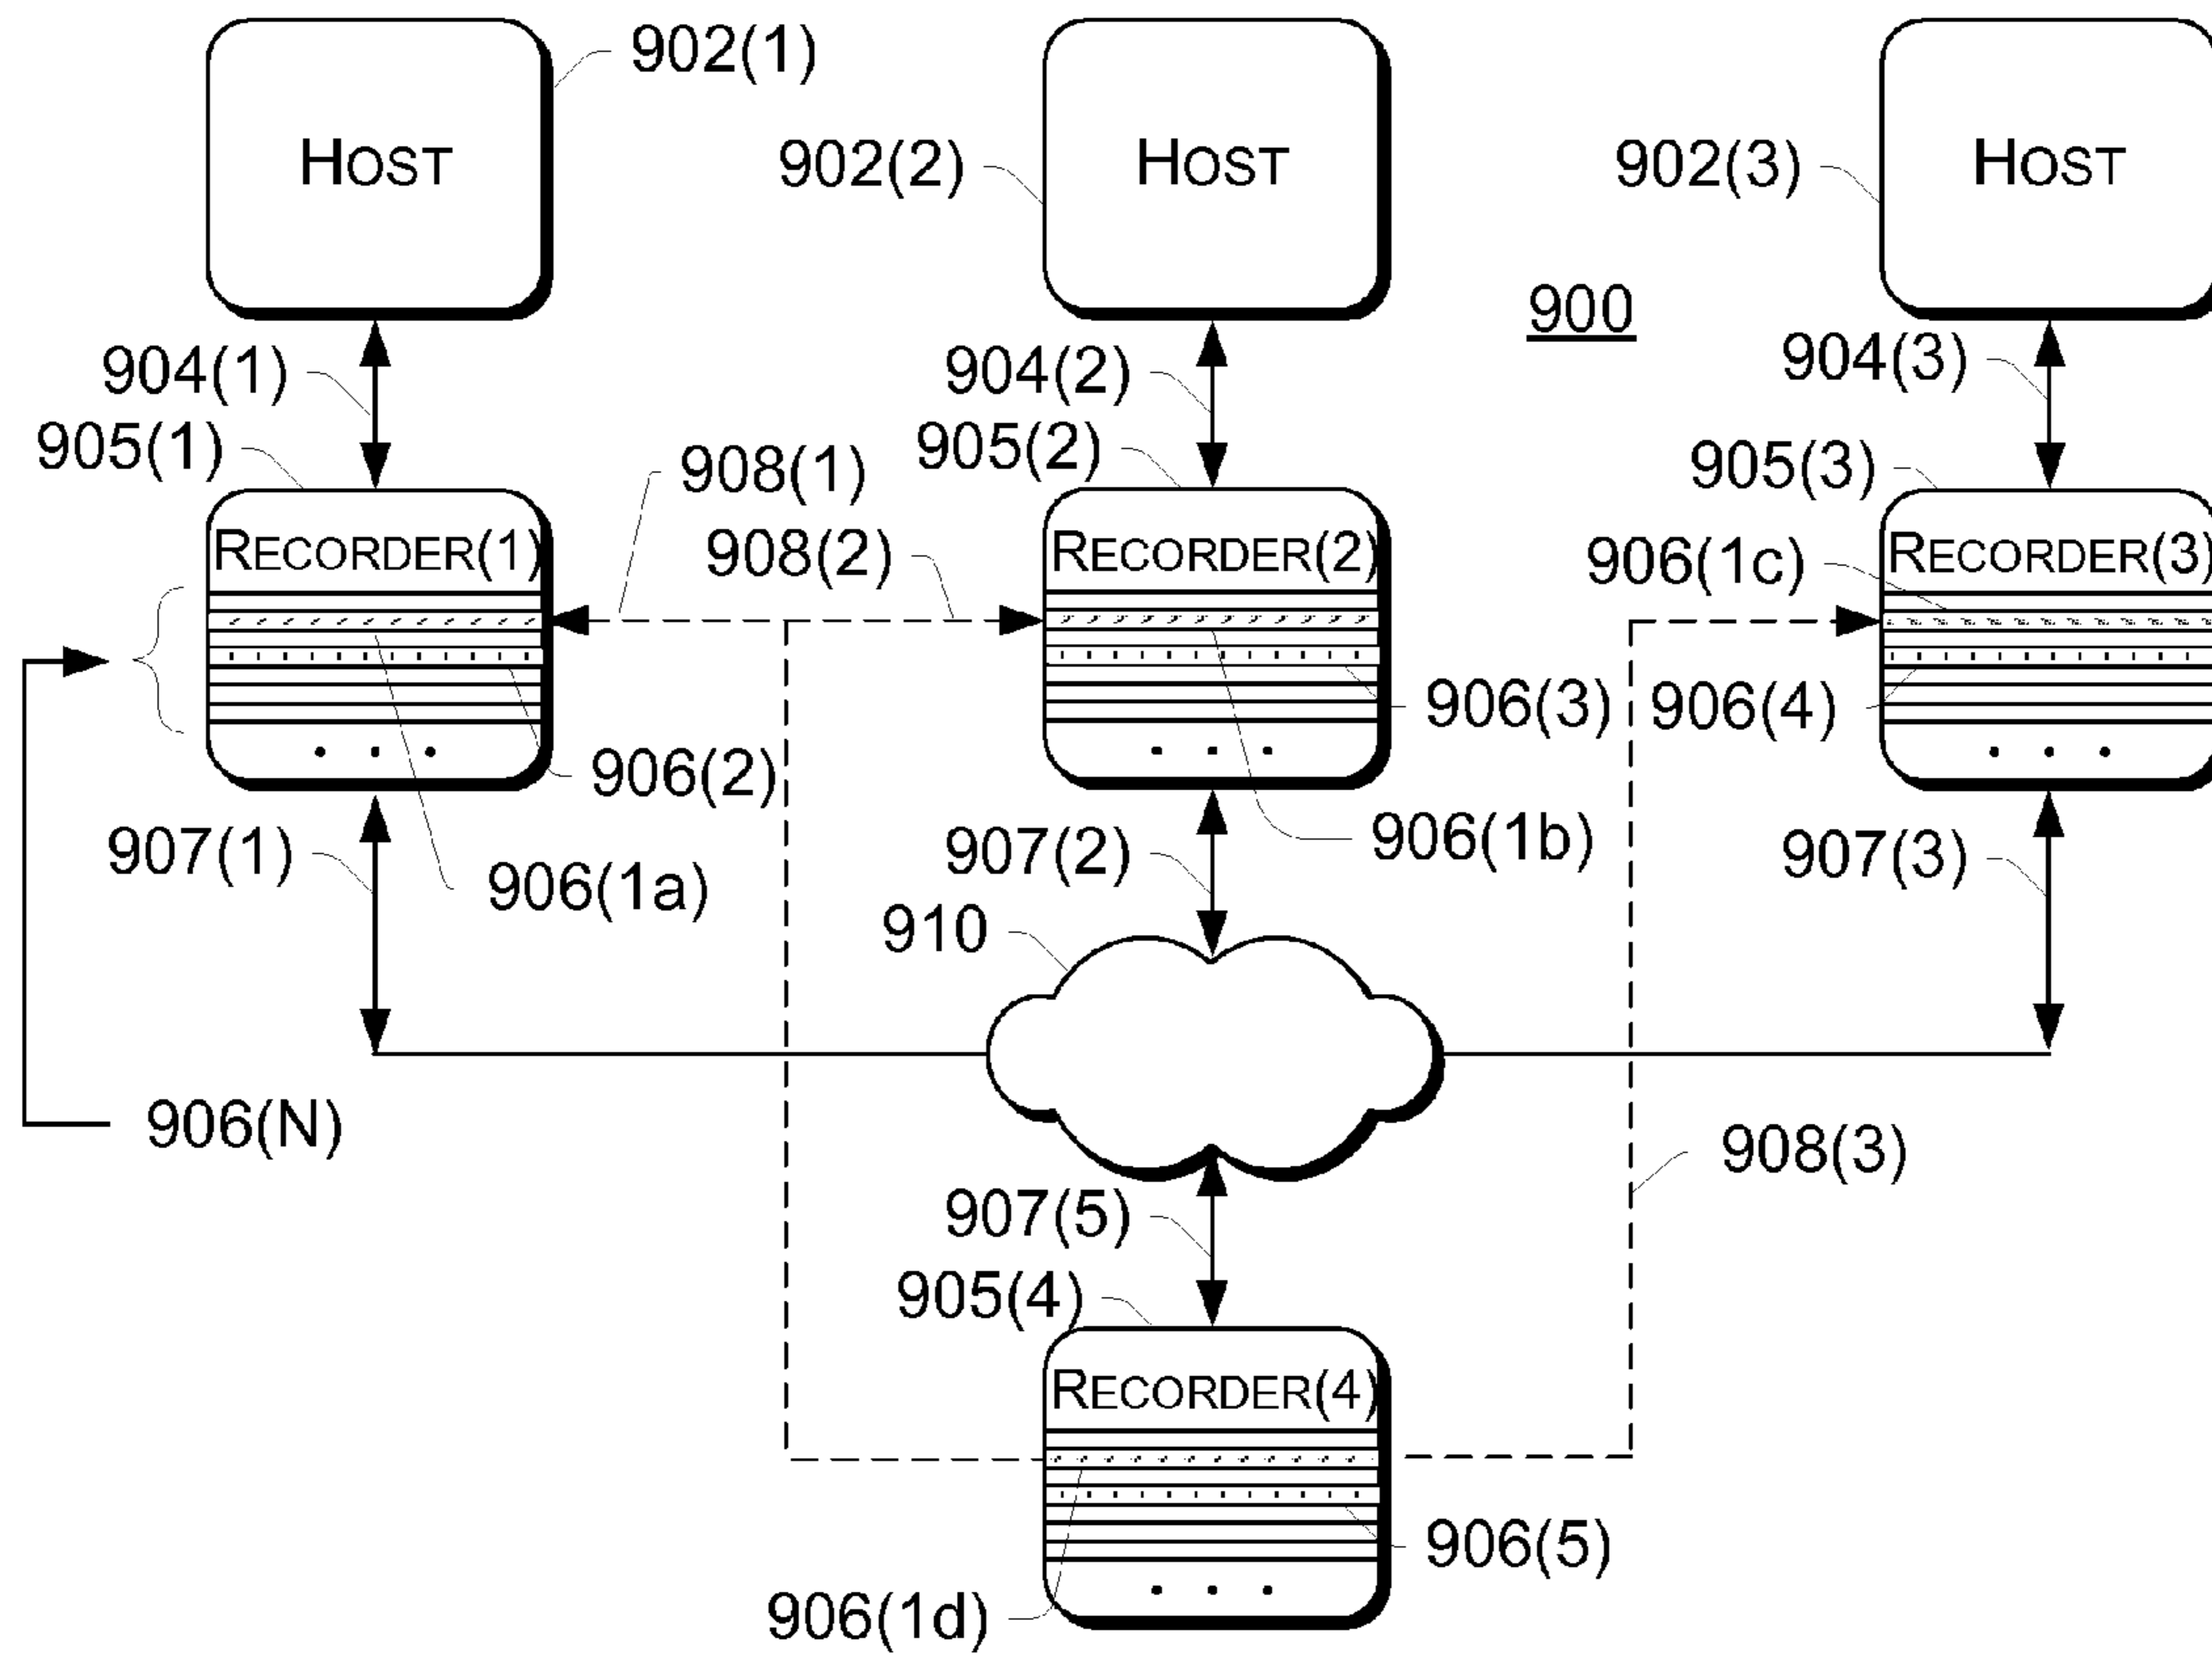 902(1)
HOST
902(2)
HOST
902(3)
HOST
900
904(1)
904(2)
904(3)
905(1)
905(2)
905(3)
908(1)
908(2)
RECORDER(1)
RECORDER(2)
906(1c)
RECORDER(3)
906(2)
906(3)
906(4)
907(1)
906(1a)
907(2)
906(1b)
907(3)
910
906(N)
908(3)
907(5)
905(4)
RECORDER(4)
906(5)
906(1d)